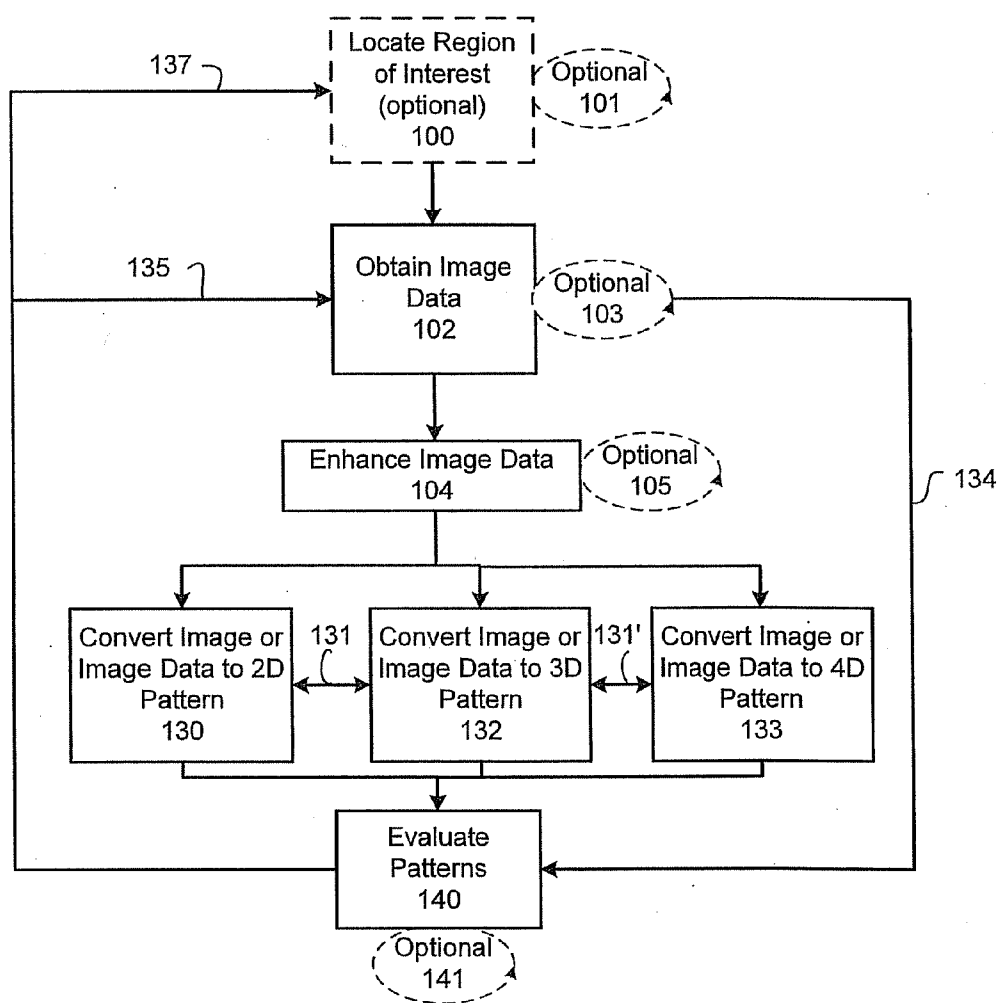 Locate Region
of Interest
(optional)
100
Optional
101
137
Obtain Image
Data
102
Optional
103
135
Enhance Image Data
104
Optional
105
134
Convert Image or
Image Data to 2D
Pattern
130
131
Convert Image or
Image Data to 3D
Pattern
132
131'
Convert Image or
Image Data to 4D
Pattern
133
Evaluate
Patterns
140
Optional
141